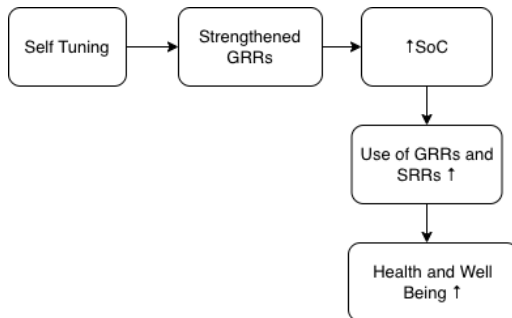 Self Tuning
Strengthened
GRRs
↑SoC
Use of GRRs and
SRRs ↑
Health and Well
Being ↑